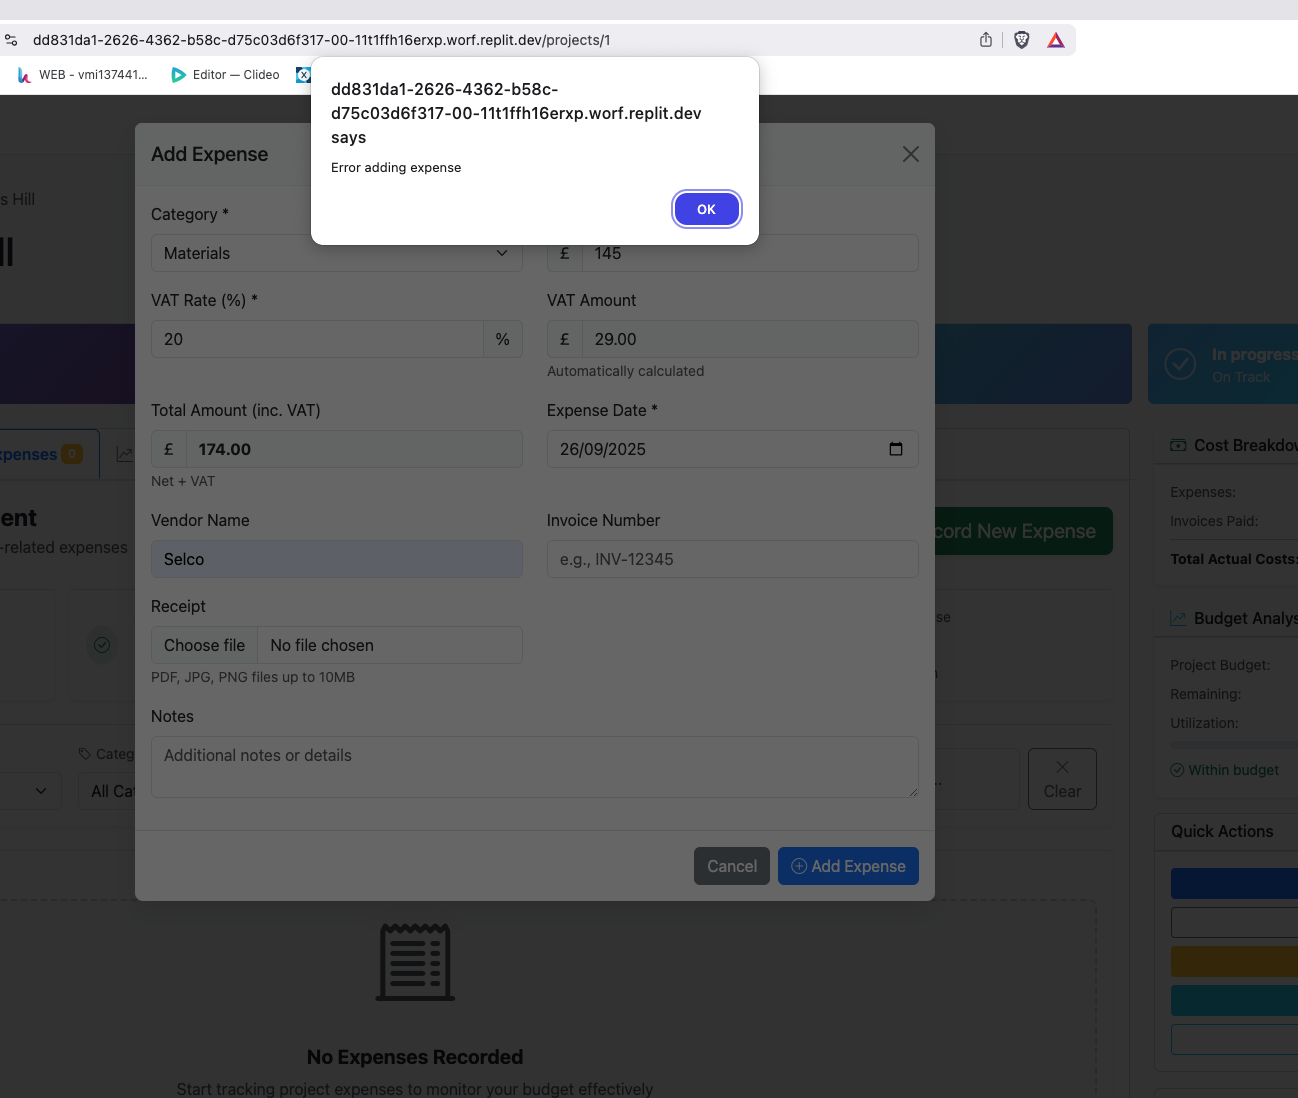 dd831da1-2626-4362-b58c-d75c03d6f317-00-11t1ffh16erxp.worf.replit.dev/projects/1
WEB - vmi137441...
Editor — Clideo
dd831da1-2626-4362-b58c-
d75c03d6f317-00-11t1ffh16erxp.worf.replit.dev
says
Error adding expense
OK
Add Expense
s Hill
Category *
Materials
£ 145
VAT Rate (%) *
VAT Amount
20 %
£ 29.00
Automatically calculated
In progress
On Track
Total Amount (inc. VAT)
Expense Date *
£ 174.00
26/09/2025
Net + VAT
xpenses 0
Cost Breakdow
Expenses:
Invoices Paid:
Total Actual Costs:
ent
-related expenses
cord New Expense
Vendor Name
Invoice Number
Selco
e.g., INV-12345
Receipt
Choose file No file chosen
PDF, JPG, PNG files up to 10MB
se
Budget Analys
Project Budget:
Remaining:
Utilization:
Within budget
Notes
Additional notes or details
Categ
All Cat
Clear
Quick Actions
Cancel
Add Expense
No Expenses Recorded
Start tracking project expenses to monitor your budget effectively